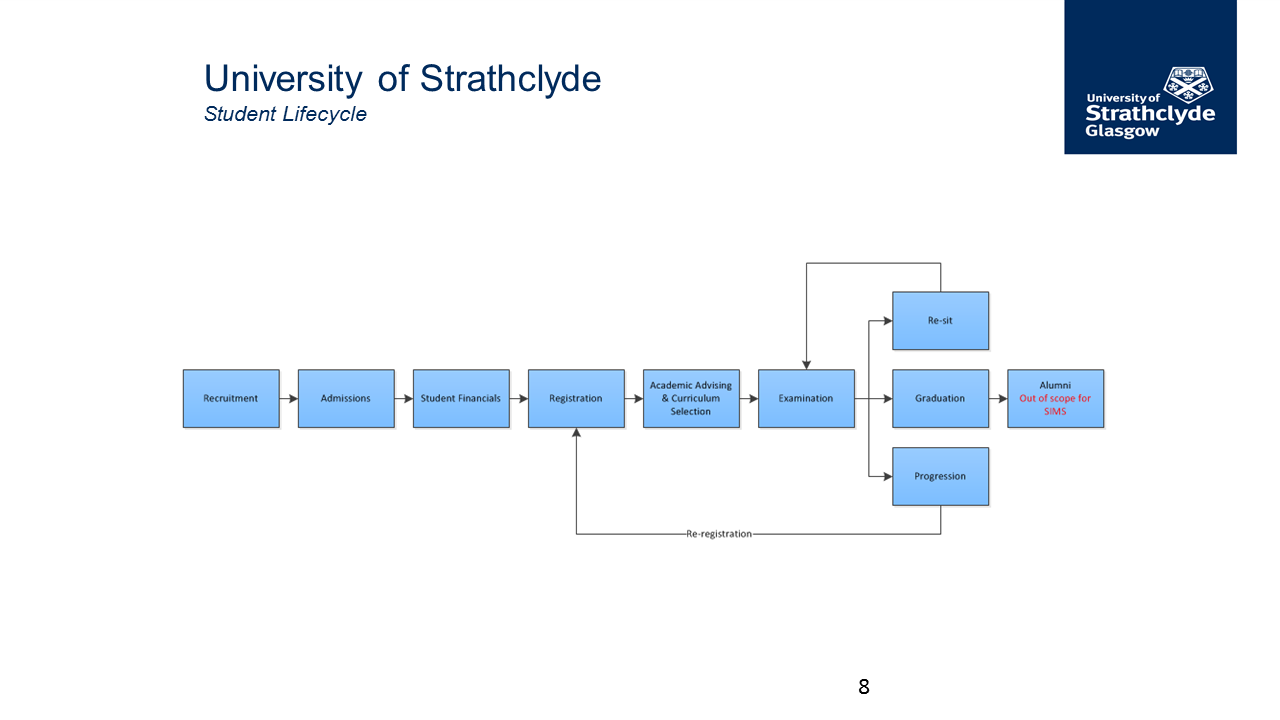 University of Strathclyde
Student Lifecycle
University of
Strathclyde
Glasgow
Re-sit
Recruitment
Admissions
Student Financials
Registration
Academic Advising
& Curriculum
Selection
Examination
Graduation
Alumni
Out of scope for
SIMS
Progression
Re-registration
8